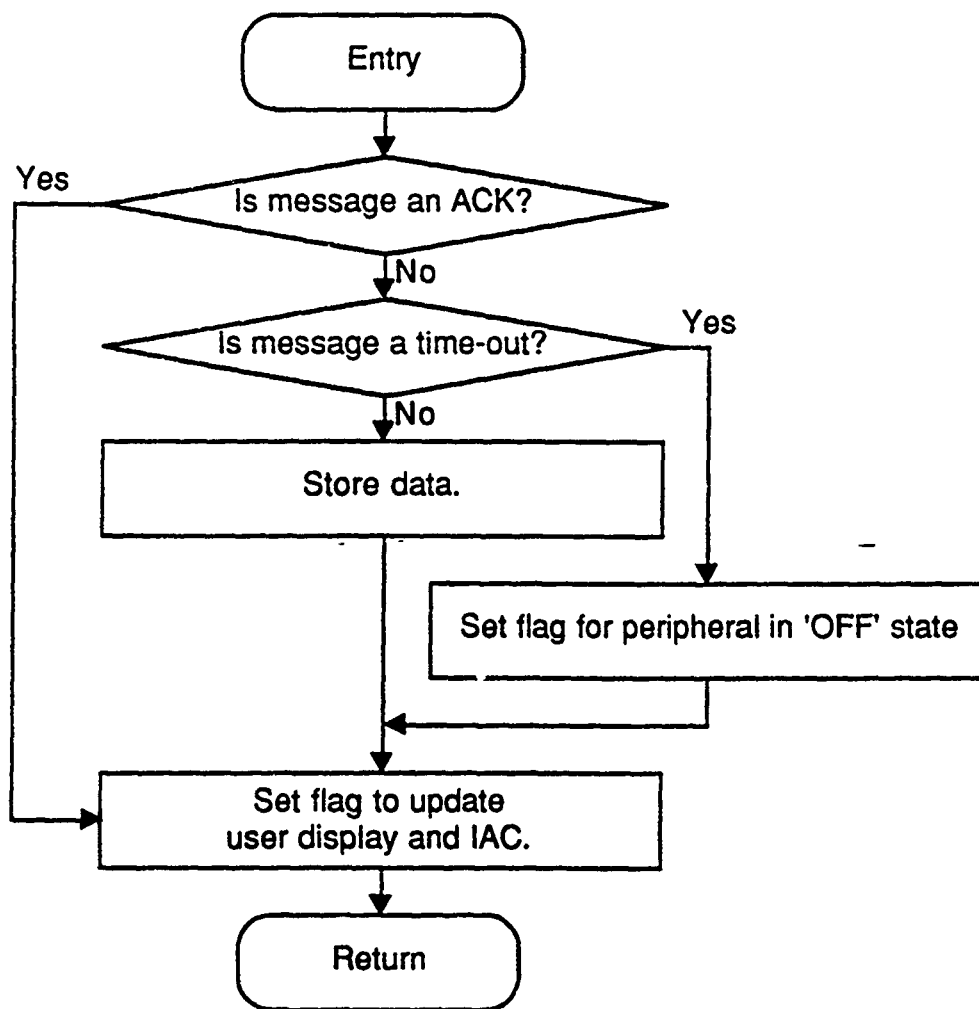 Entry
Yes
Is message an ACK?
No
Is message a time-out?
Yes
No
Store data.
Set flag for peripheral in 'OFF' state
Set flag to update
user display and IAC.
Return